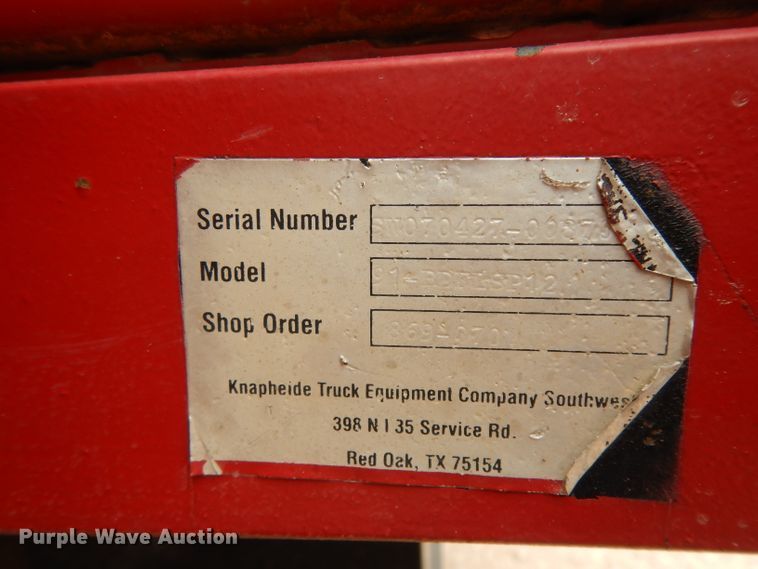 Serial Number
Model
Shop Order
Knapheide Truck Equipment Company Southwest
398 N I 35 Service Rd.
Red Oak, TX 75154
Purple Wave Auction